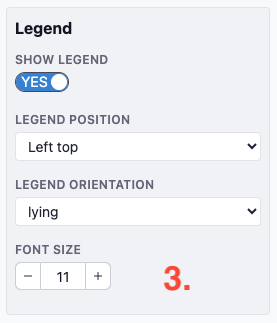 Legend
SHOW LEGEND
YES
LEGEND POSITION
Left top
LEGEND ORIENTATION
lying
FONT SIZE
− 11 +
3.